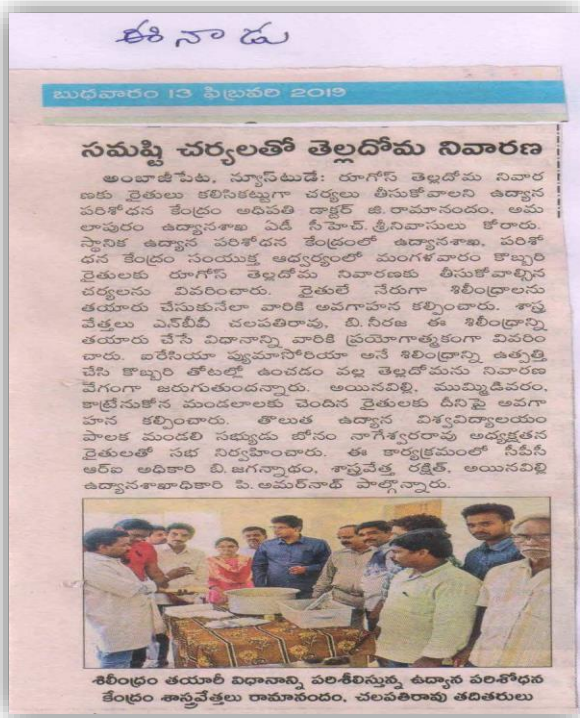 ఈనాడు
బుధవారం 13 ఫిబ్రవరి 2019
సమష్టి చర్యలతో తెల్లదోమ నివారణ
అంబాజీపేట, న్యూస్‌టుడే: రూగోస్ తెల్లదోమ నివార
ణకు రైతులు కలిసికట్టుగా చర్యలు తీసుకోవాలని ఉద్యాన
పరిశోధన కేంద్రం అధిపతి డాక్టర్ జి.రామానందం, అమ
లాపురం ఉద్యానశాఖ ఏడీ సీహెచ్.శ్రీనివాసులు కోరారు.
స్థానిక ఉద్యాన పరిశోధన కేంద్రంలో ఉద్యానశాఖ, పరిశో
ధన కేంద్రం సంయుక్త ఆధ్వర్యంలో మంగళవారం కొబ్బరి
రైతులకు రూగోస్ తెల్లదోమ నివారణకు తీసుకోవాల్సిన
చర్యలను వివరించారు. రైతులే నేరుగా శిలీంద్రాలను
తయారు చేసుకునేలా వారికి అవగాహన కల్పించారు. శాస్త్ర
వేత్తలు ఎన్‌బీవీ చలపతిరావు, బి.నీరజ ఈ శిలీంద్రాన్ని
తయారు చేసే విధానాన్ని వారికి ప్రయోగాత్మకంగా వివరిం
చారు. ఐరేసియా ప్యుమాసోరియా అనే శిలింద్రాన్ని ఉత్పత్తి
చేసి కొబ్బరి తోటల్లో ఉంచడం వల్ల తెల్లదోమను నివారణ
వేగంగా జరుగుతుందన్నారు. అయినవిల్లి, ముమ్మిడివరం,
కాట్రేనుకోన మండలాలకు చెందిన రైతులకు దీనిపై అవగా
హన కల్పించారు. తొలుత ఉద్యాన విశ్వవిద్యాలయం
పాలక మండలి సభ్యుడు బోనం నాగేశ్వరరావు అధ్యక్షతన
రైతులతో సభ నిర్వహించారు. ఈ కార్యక్రమంలో సీపీసీ
ఆర్ఐ అధికారి బి.జగన్నాథం, శాస్త్రవేత్త రక్షిత్, అయినవిల్లి
ఉద్యానశాఖాధికారి పి.అమర్‌నాథ్ పాల్గొన్నారు.
శిలీంధ్రం తయారీ విధానాన్ని పరిశీలిస్తున్న ఉద్యాన పరిశోధన
కేంద్రం శాస్త్రవేత్తలు రామానందం, చలపతిరావు తదితరులు